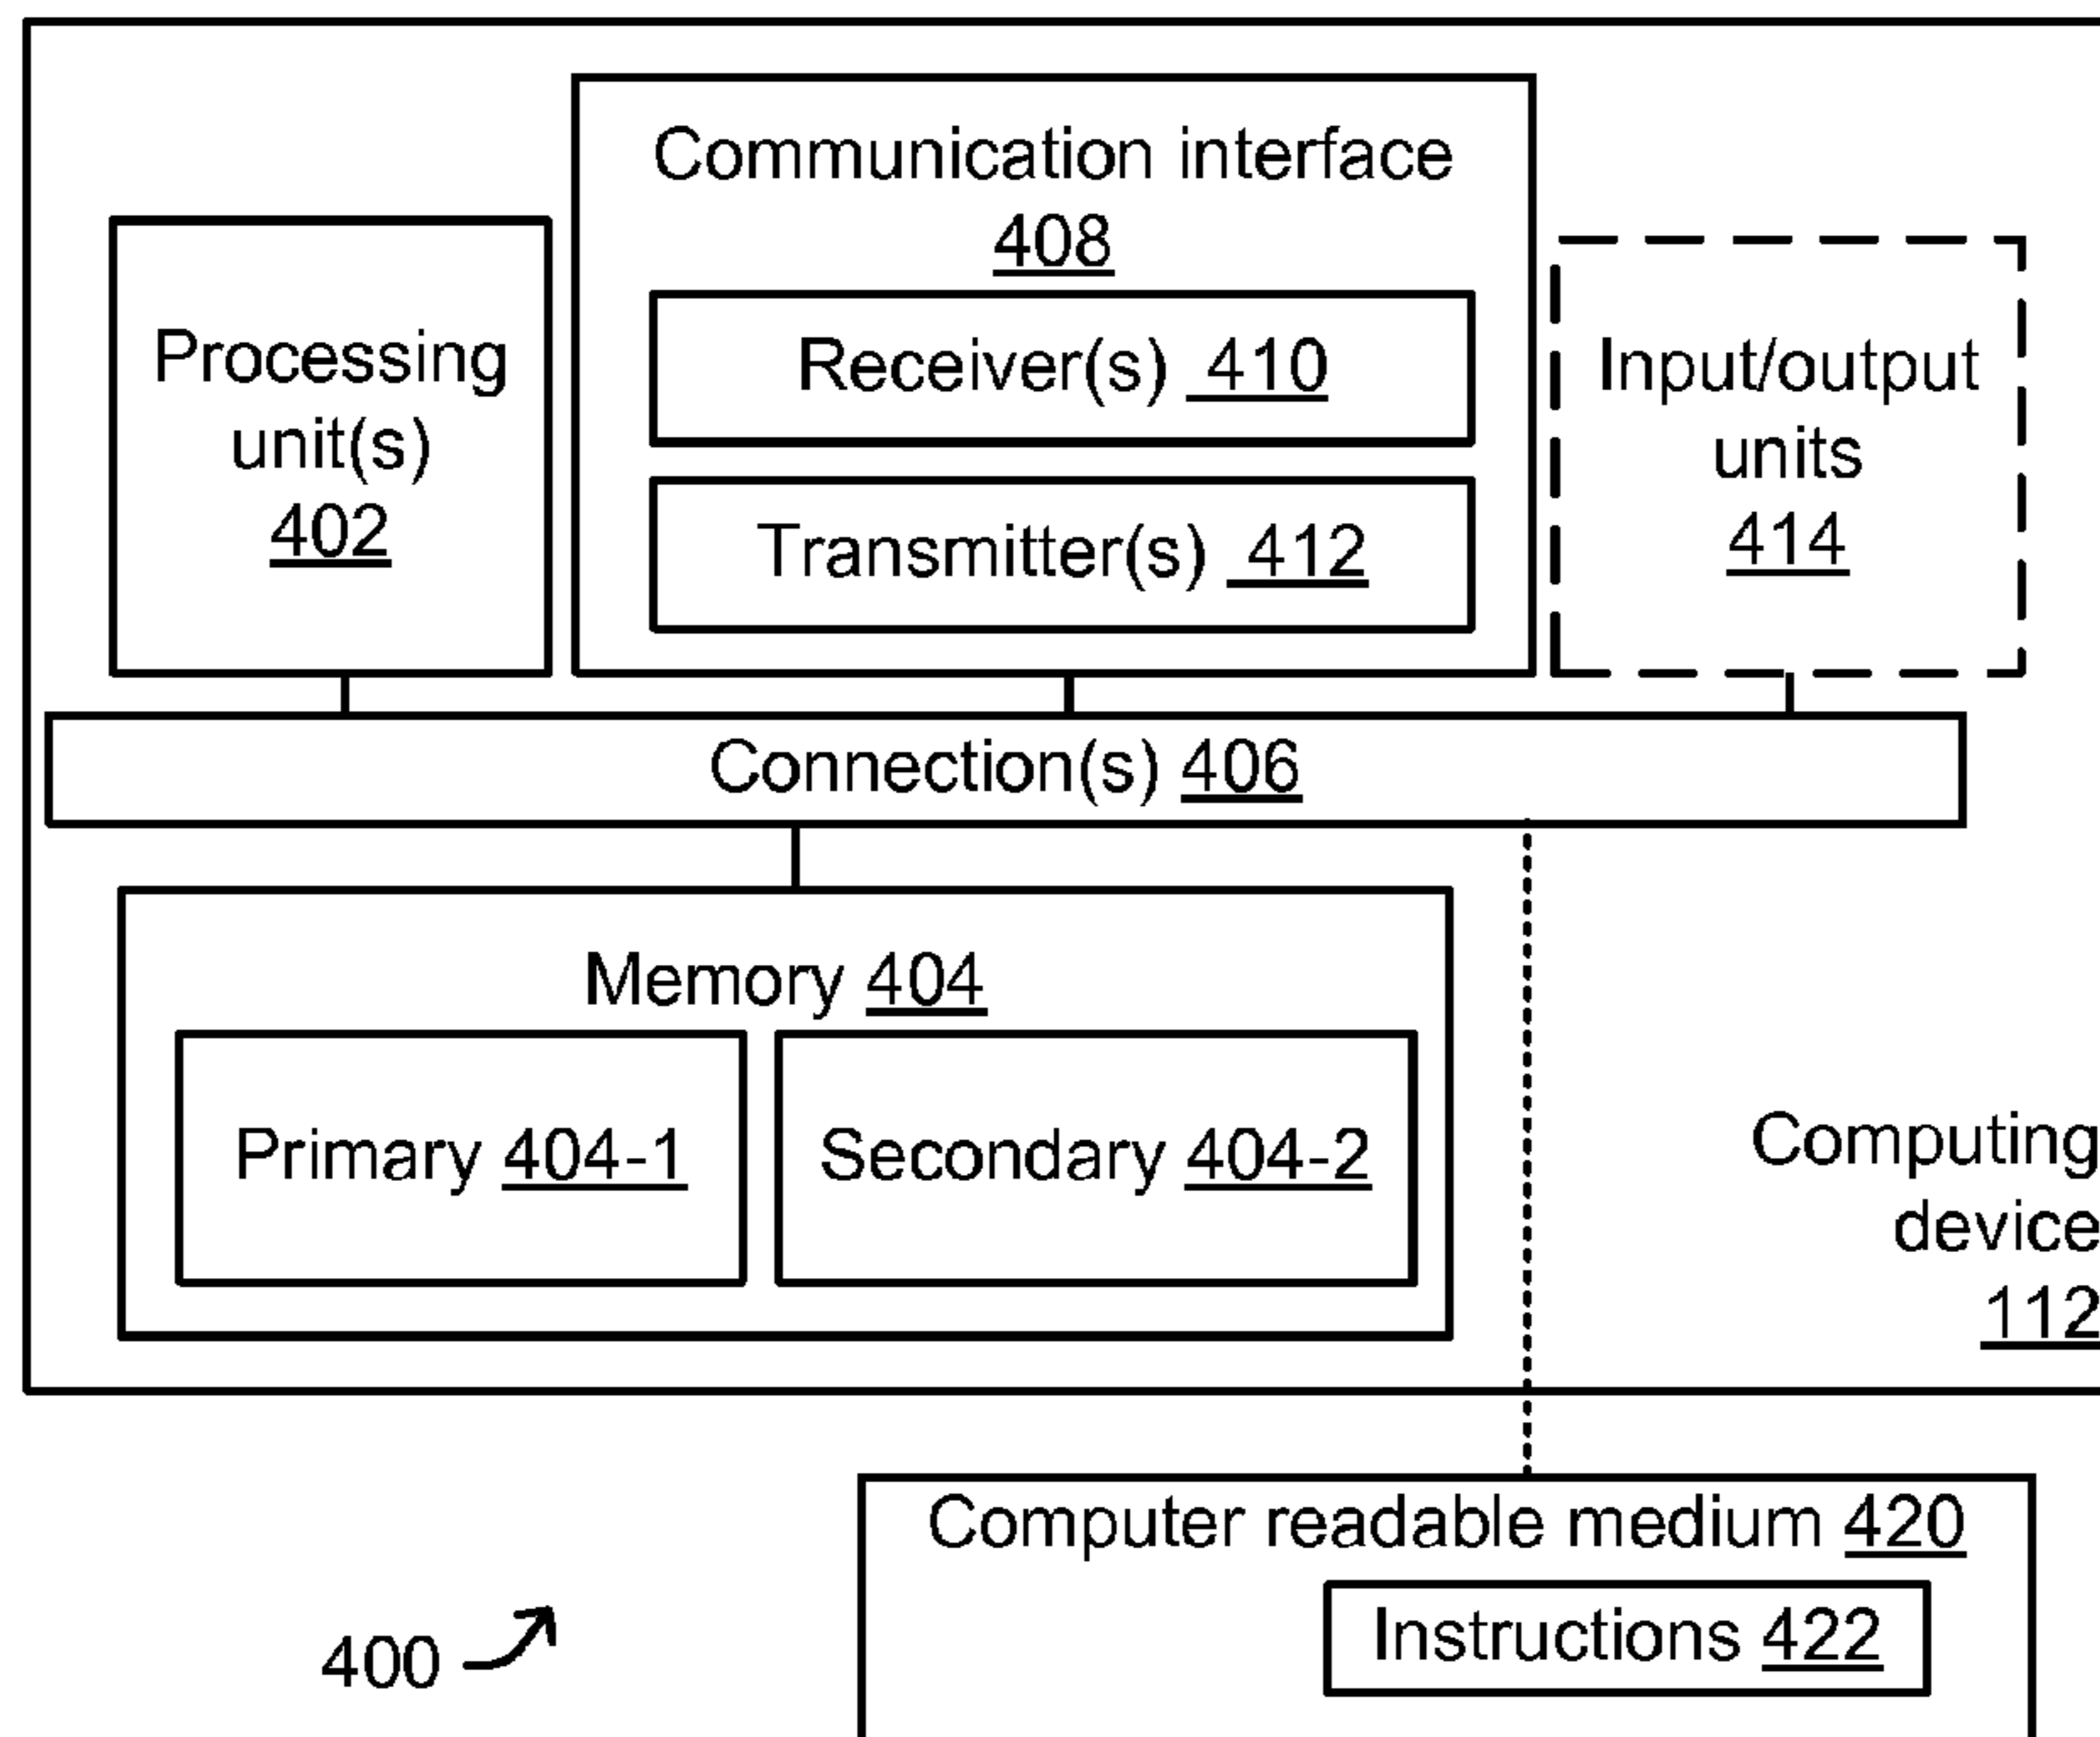 Communication interface
408
Processing
unit(s)
402
Receiver(s) 410
Transmitter(s) 412
Input/output
units
414
Connection(s) 406
Memory 404
Primary 404-1
Secondary 404-2
Computing
device
112
Computer readable medium 420
Instructions 422
400